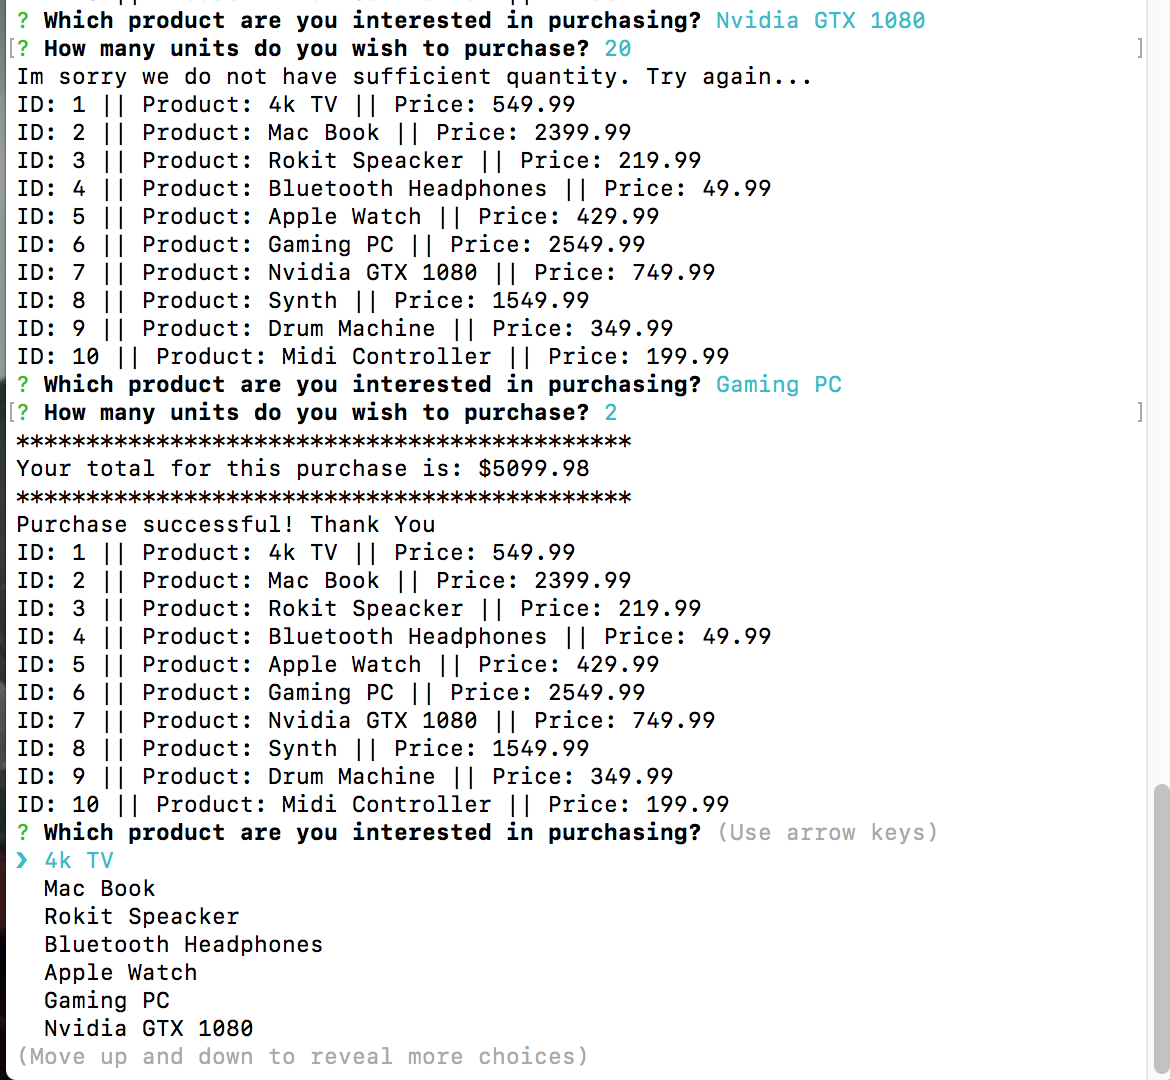 ? Which product are you interested in purchasing? Nvidia GTX 1080
[? How many units do you wish to purchase? 20 ]
Im sorry we do not have sufficient quantity. Try again...
ID: 1 || Product: 4k TV || Price: 549.99
ID: 2 || Product: Mac Book || Price: 2399.99
ID: 3 || Product: Rokit Speacker || Price: 219.99
ID: 4 || Product: Bluetooth Headphones || Price: 49.99
ID: 5 || Product: Apple Watch || Price: 429.99
ID: 6 || Product: Gaming PC || Price: 2549.99
ID: 7 || Product: Nvidia GTX 1080 || Price: 749.99
ID: 8 || Product: Synth || Price: 1549.99
ID: 9 || Product: Drum Machine || Price: 349.99
ID: 10 || Product: Midi Controller || Price: 199.99
? Which product are you interested in purchasing? Gaming PC
[? How many units do you wish to purchase? 2 ]
********************************************
Your total for this purchase is: $5099.98
********************************************
Purchase successful! Thank You
ID: 1 || Product: 4k TV || Price: 549.99
ID: 2 || Product: Mac Book || Price: 2399.99
ID: 3 || Product: Rokit Speacker || Price: 219.99
ID: 4 || Product: Bluetooth Headphones || Price: 49.99
ID: 5 || Product: Apple Watch || Price: 429.99
ID: 6 || Product: Gaming PC || Price: 2549.99
ID: 7 || Product: Nvidia GTX 1080 || Price: 749.99
ID: 8 || Product: Synth || Price: 1549.99
ID: 9 || Product: Drum Machine || Price: 349.99
ID: 10 || Product: Midi Controller || Price: 199.99
? Which product are you interested in purchasing? (Use arrow keys)
❯ 4k TV
Mac Book
Rokit Speacker
Bluetooth Headphones
Apple Watch
Gaming PC
Nvidia GTX 1080
(Move up and down to reveal more choices)